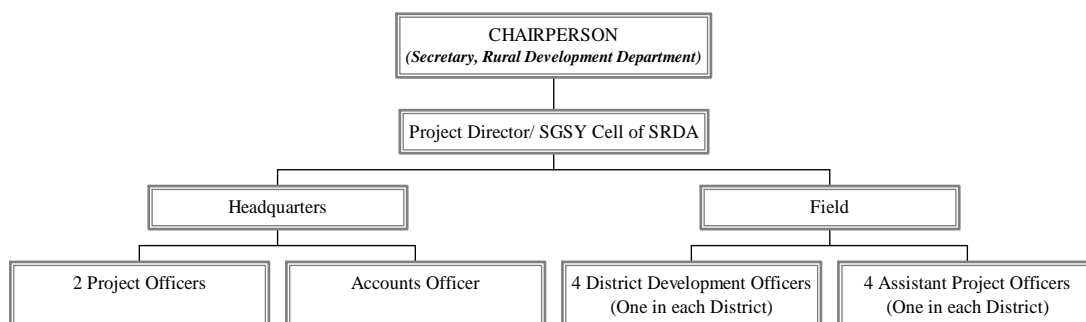 CHAIRPERSON
(Secretary, Rural Development Department)
Project Director/ SGSY Cell of SRDA
Headquarters
Field
2 Project Officers
Accounts Officer
4 District Development Officers
(One in each District)
4 Assistant Project Officers
(One in each District)